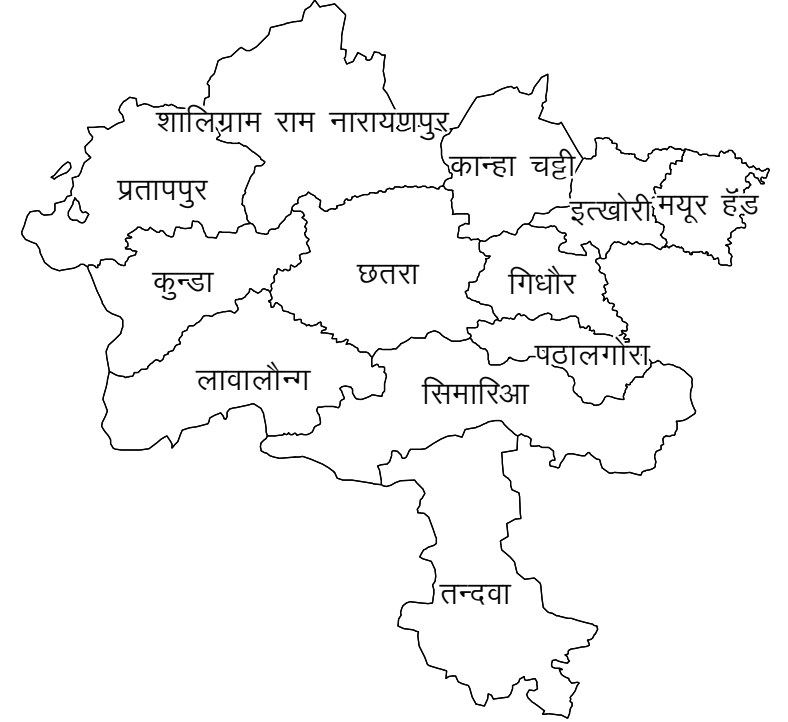 शालिग्राम राम नारायणपुर
कान्हा चट्टी
प्रतापपुर
इत्खोरी
मयूर हॅंड
कुन्डा
छतरा
गिधौर
पठालगोरा
लावालौन्ग
सिमारिआ
तन्दवा